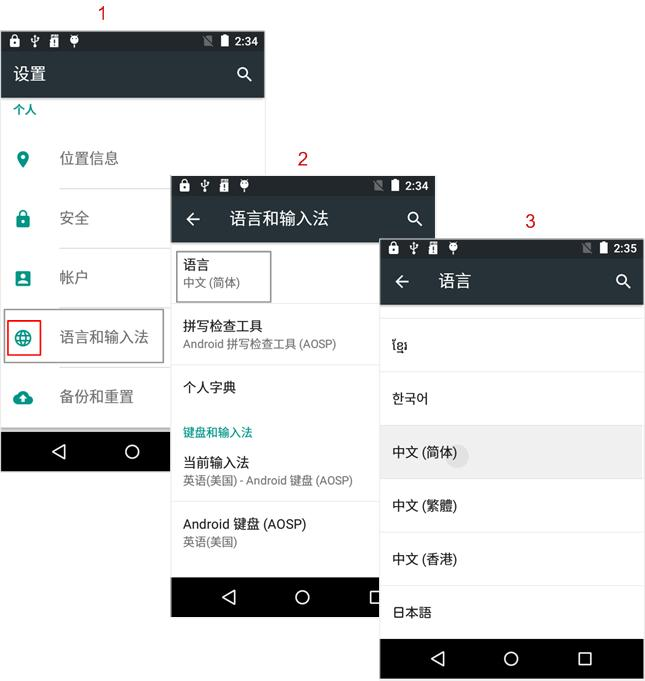 1
2:34
设置
个人
位置信息
安全
帐户
语言和输入法
备份和重置
2
2:34
语言和输入法
语言
中文 (简体)
拼写检查工具
Android 拼写检查工具 (AOSP)
个人字典
键盘和输入法
当前输入法
英语(美国) - Android 键盘 (AOSP)
Android 键盘 (AOSP)
英语(美国)
3
2:35
语言
ខ្មែរ
한국어
中文 (简体)
中文 (繁體)
中文 (香港)
日本語